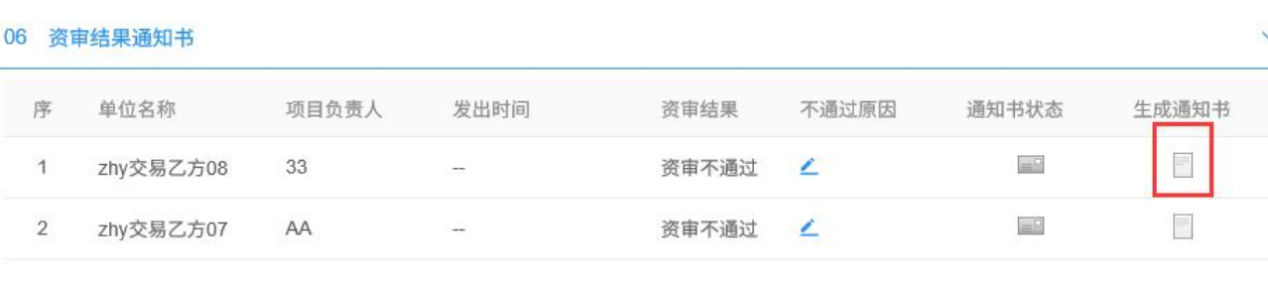 06 资审结果通知书
序 单位名称 项目负责人 发出时间 资审结果 不通过原因 通知书状态 生成通知书
1 zhy交易乙方08 33 -- 资审不通过
2 zhy交易乙方07 AA -- 资审不通过